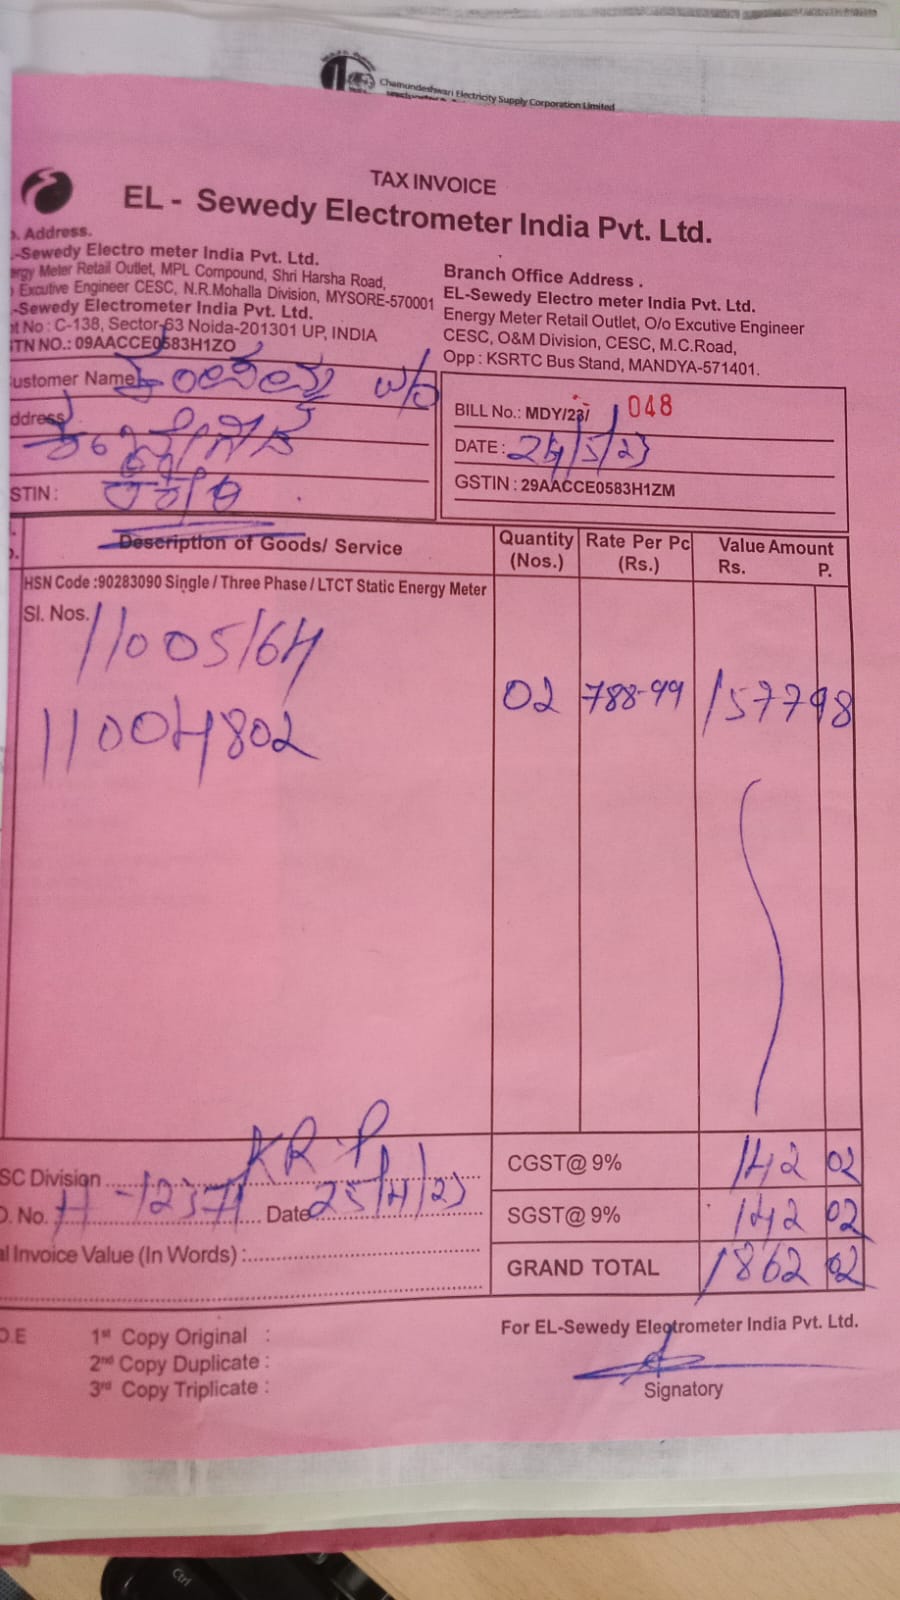 Chamundeshwari Electricity Supply Corporation Limited
TAX INVOICE
EL - Sewedy Electrometer India Pvt. Ltd.
. Address.
-Sewedy Electro meter India Pvt. Ltd.
ergy Meter Retail Outlet, MPL Compound, Shri Harsha Road,
Excutive Engineer CESC, N.R.Mohalla Division, MYSORE-570001
-Sewedy Electrometer India Pvt. Ltd.
t No : C-138, Sector-63 Noida-201301 UP, INDIA
STN NO.: 09AACCE0583H1ZO
Branch Office Address .
EL-Sewedy Electro meter India Pvt. Ltd.
Energy Meter Retail Outlet, O/o Excutive Engineer
CESC, O&M Division, CESC, M.C.Road,
Opp : KSRTC Bus Stand, MANDYA-571401.
ustomer Name
ddress
STIN :
BILL No.: MDY/23/ 048
DATE : 24/5/23
GSTIN : 29AACCE0583H1ZM
Description of Goods/ Service
Quantity (Nos.)
Rate Per Pc (Rs.)
Value Amount
Rs. P.
HSN Code :90283090 Single / Three Phase / LTCT Static Energy Meter
Sl. Nos.
11005164
11004802
02 788-99 1577 98
SC Division KR.P
O. No. H-12371 Date 25/4/23
al Invoice Value (In Words) :
CGST@ 9% 142 02
SGST@ 9% 142 02
GRAND TOTAL 1862 02
O.E
1st Copy Original :
2nd Copy Duplicate :
3rd Copy Triplicate :
For EL-Sewedy Electrometer India Pvt. Ltd.
Signatory
Ctrl